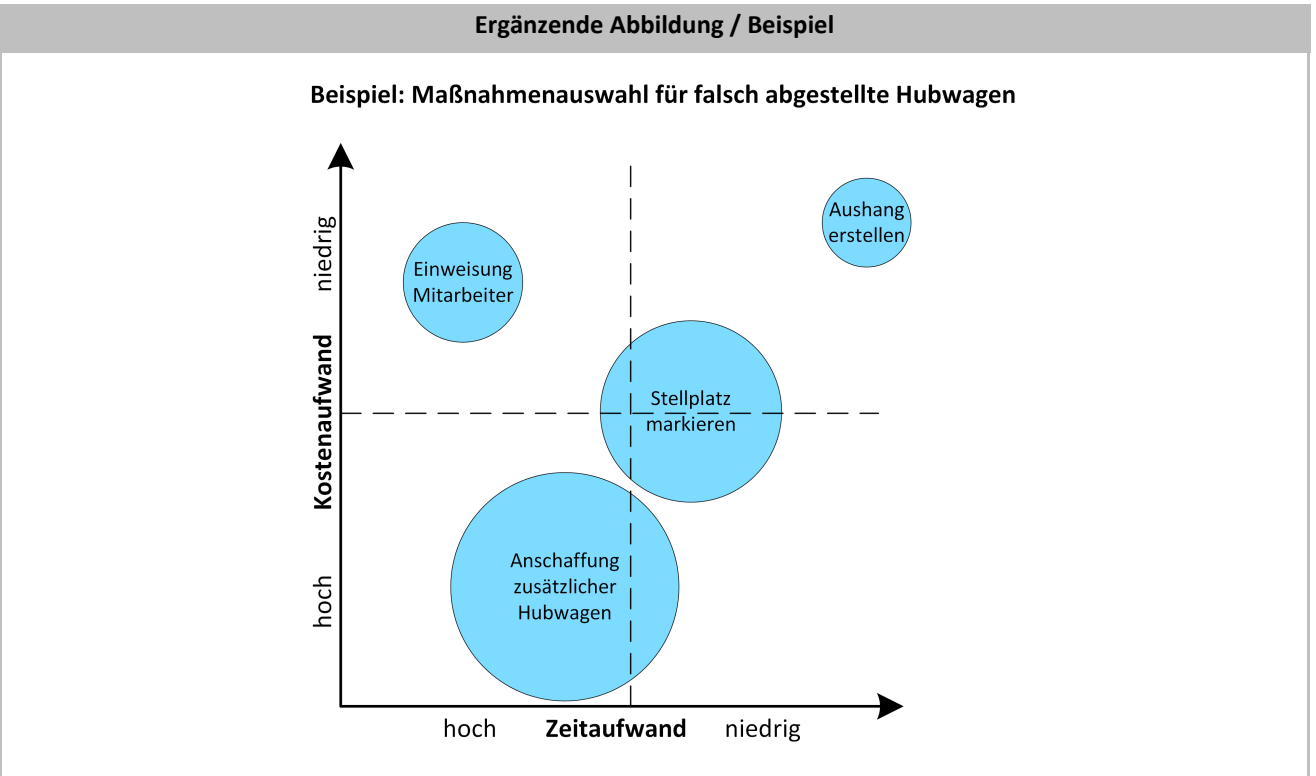 Ergänzende Abbildung / Beispiel
Beispiel: Maßnahmenauswahl für falsch abgestellte Hubwagen
niedrig
Kostenaufwand
hoch
Aushang
erstellen
Einweisung
Mitarbeiter
Stellplatz
markieren
Anschaffung
zusätzlicher
Hubwagen
hoch
Zeitaufwand
niedrig